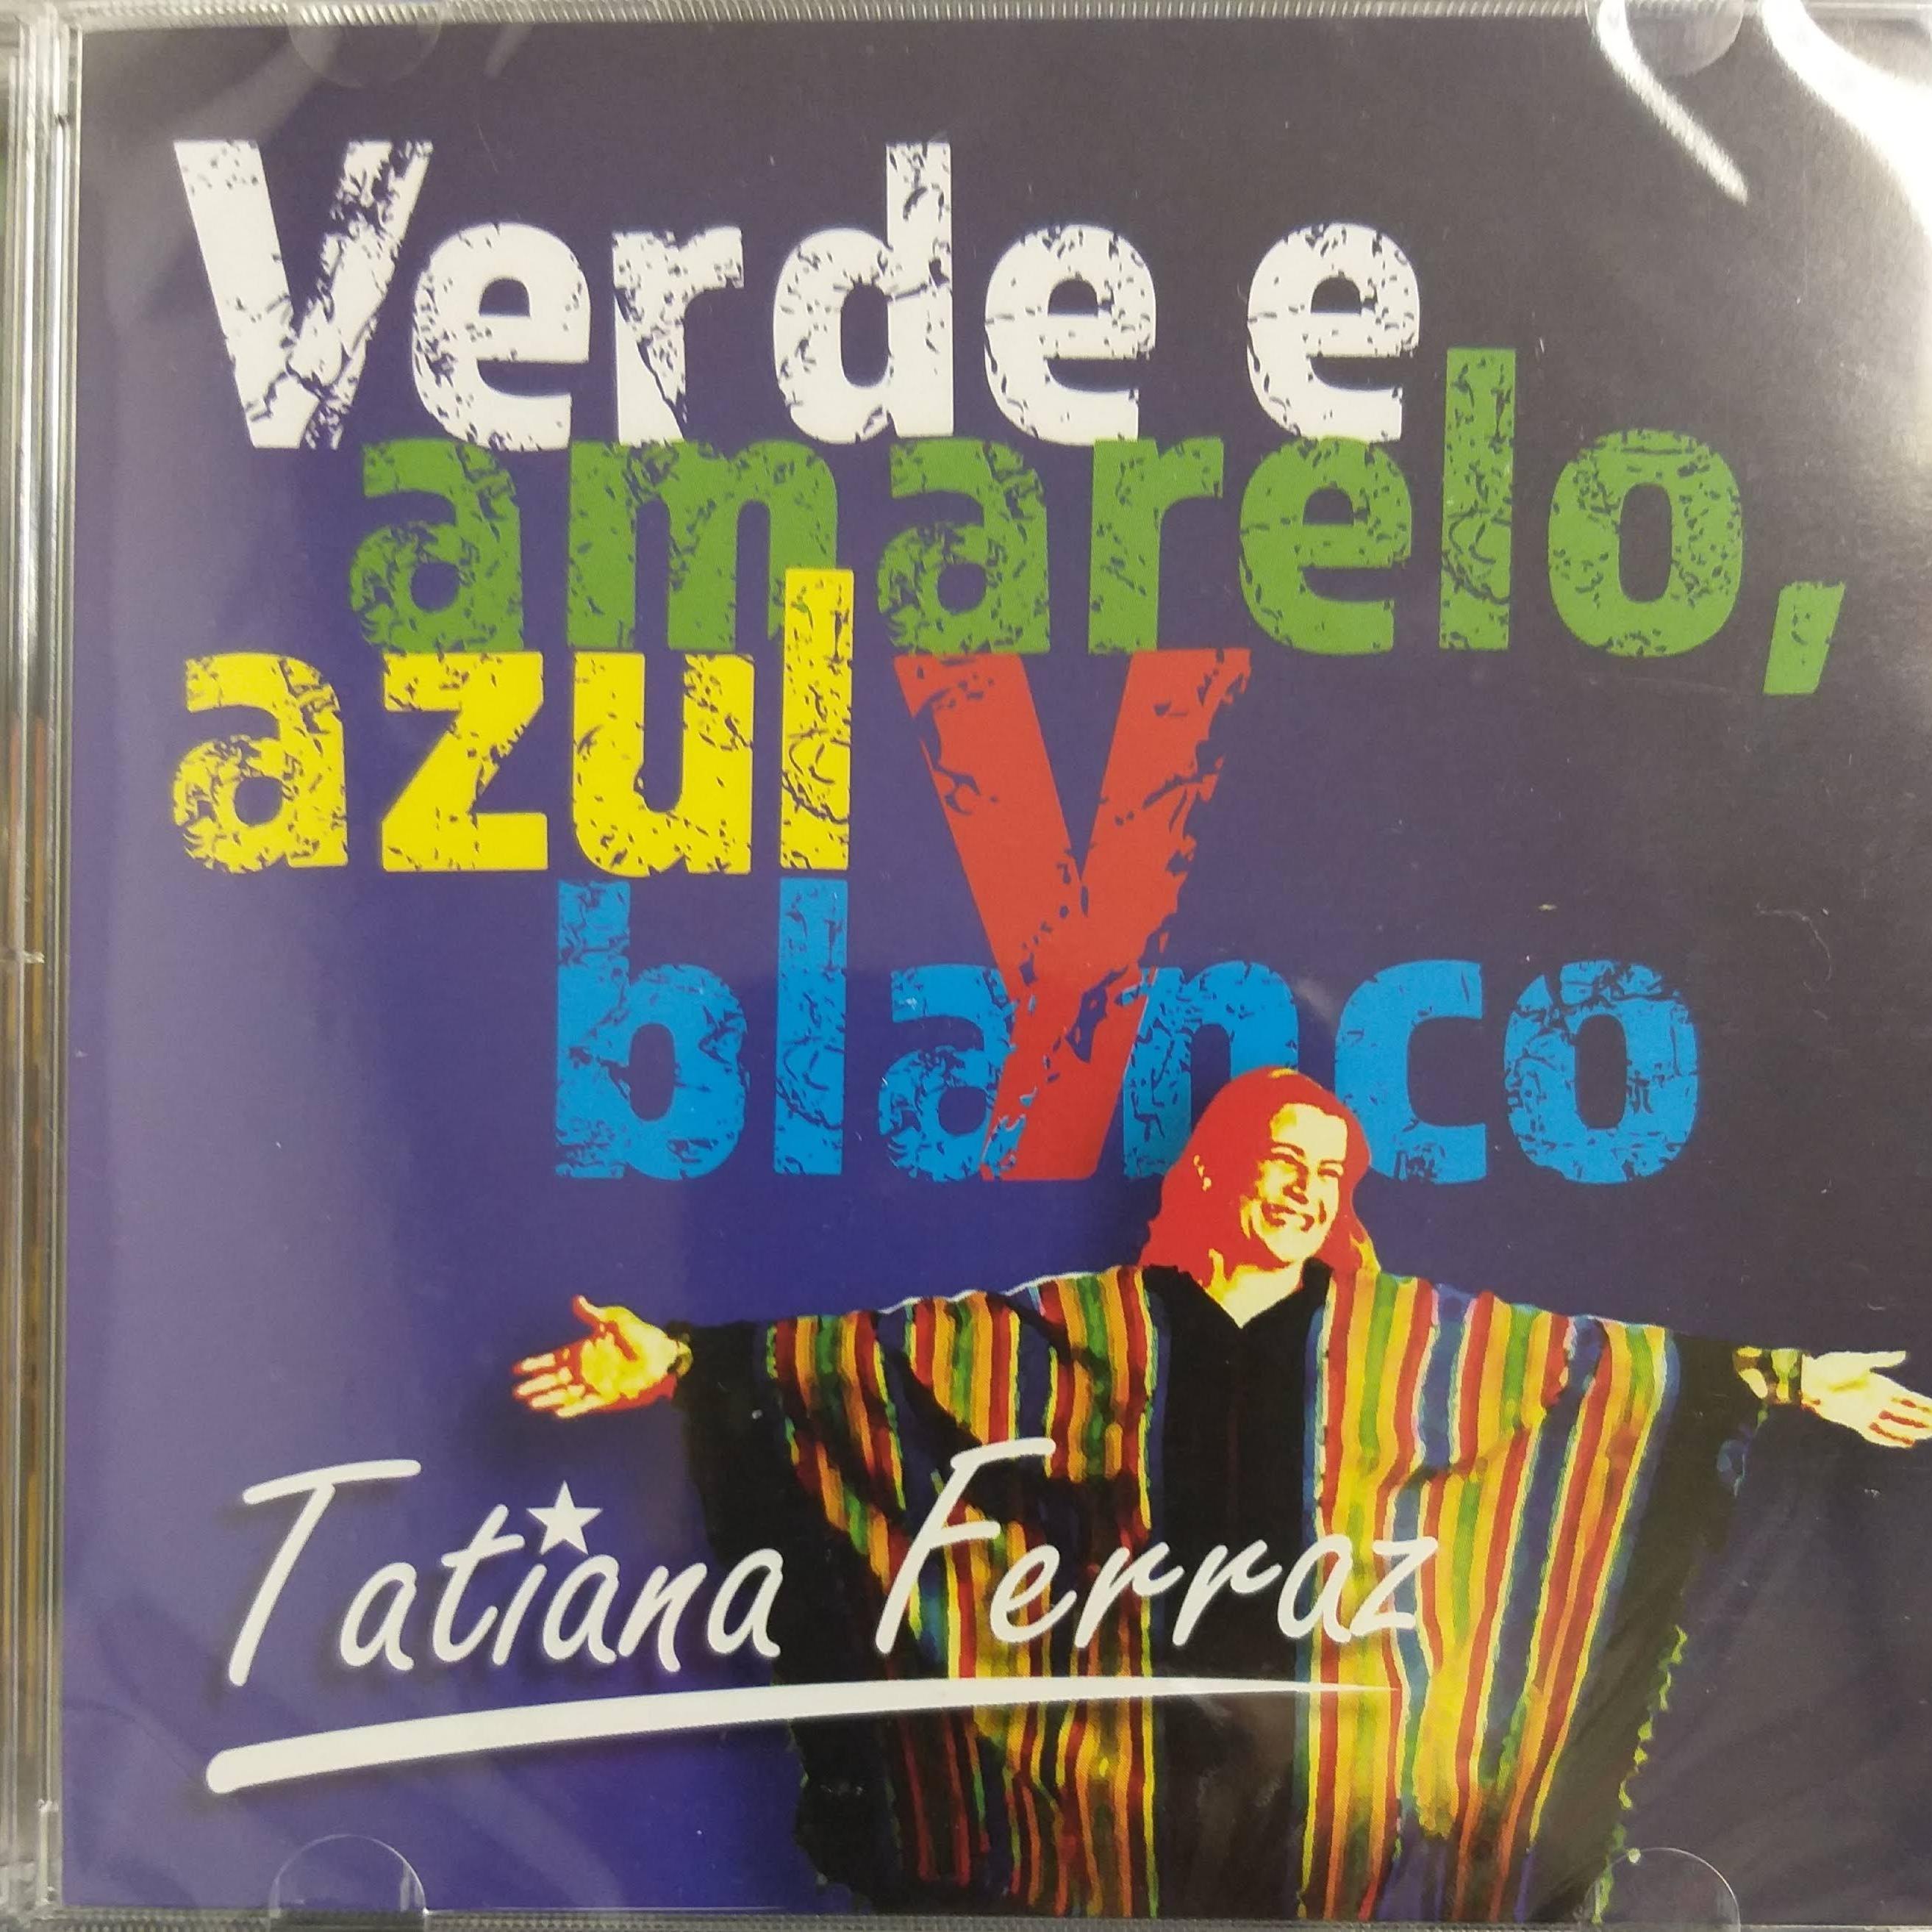 Verde e
amarelo,
azul y
blanco
Tatiana Ferraz